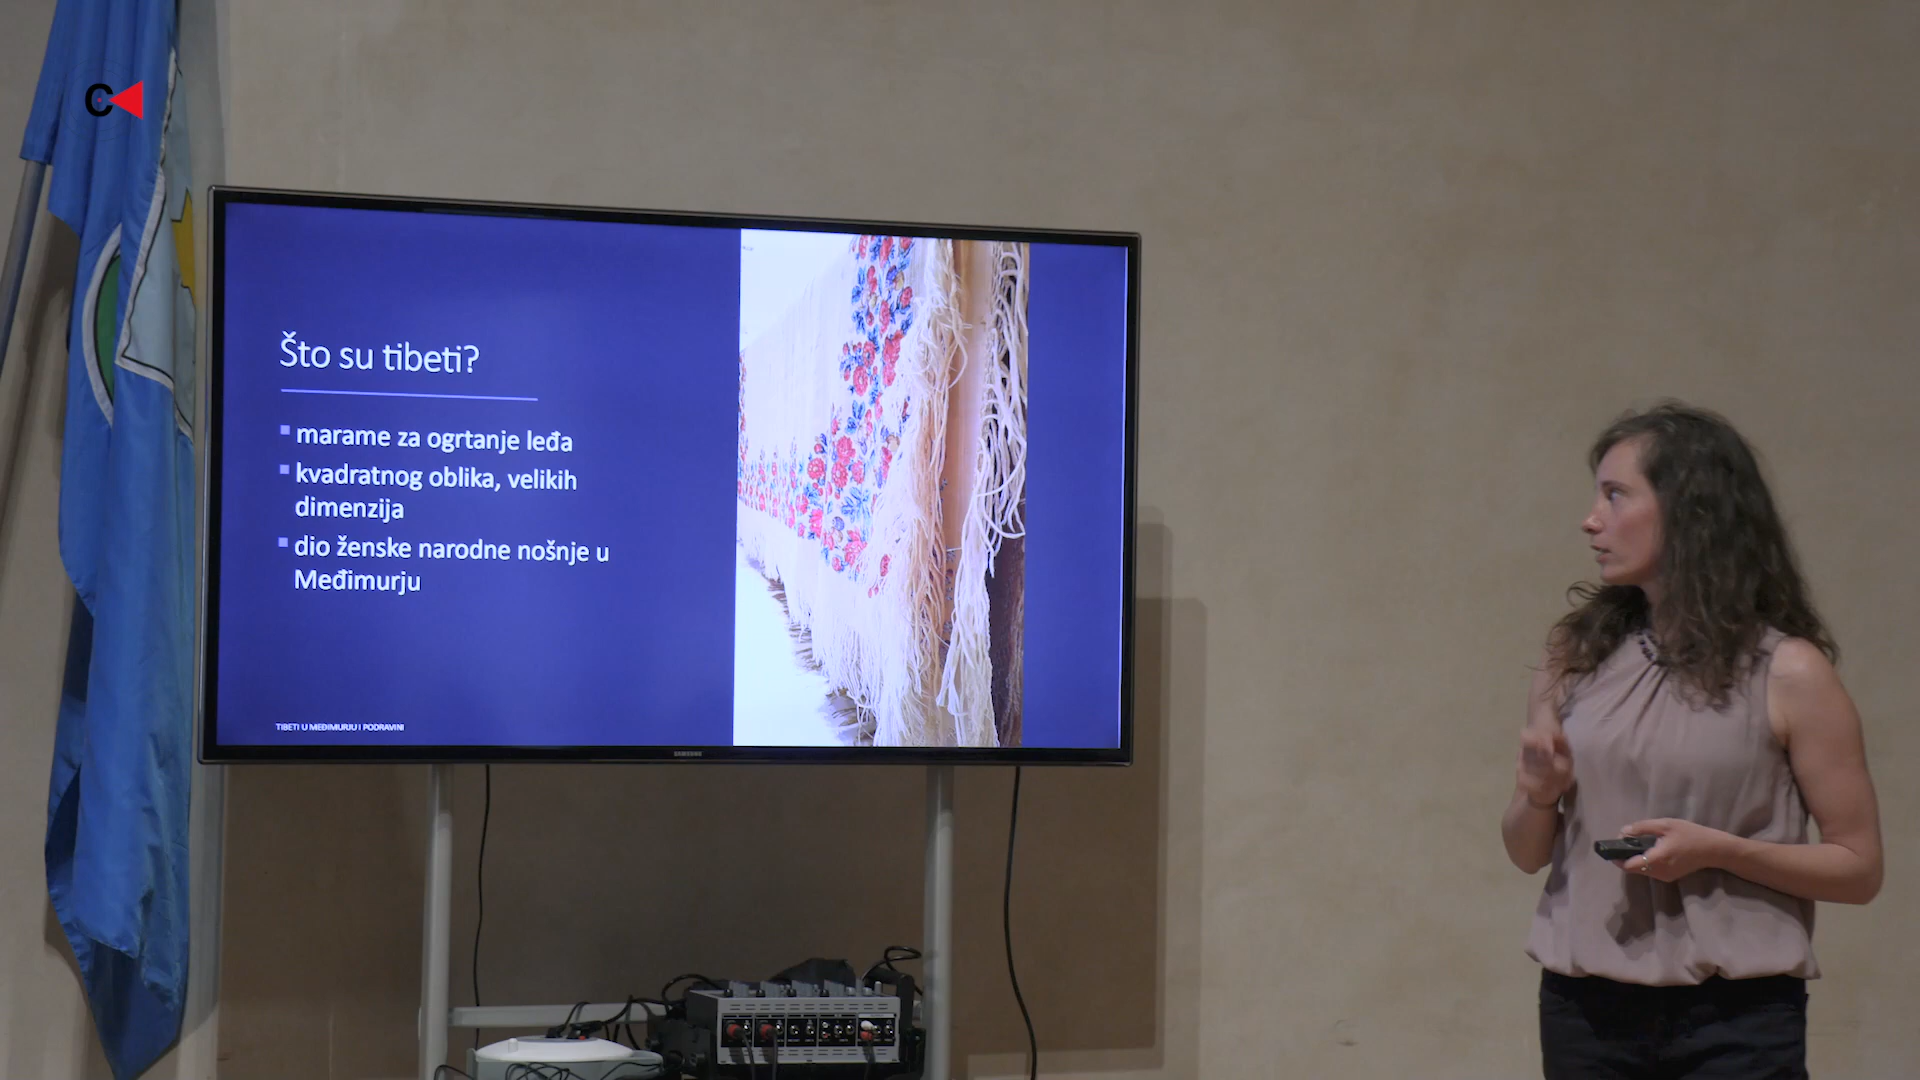 Što su tibeti?
marame za ogrtanje leđa
kvadratnog oblika, velikih
dimenzija
dio ženske narodne nošnje u
Međimurju
TIBETI U MEĐIMURJU I PODRAVINI
SAMSUNG